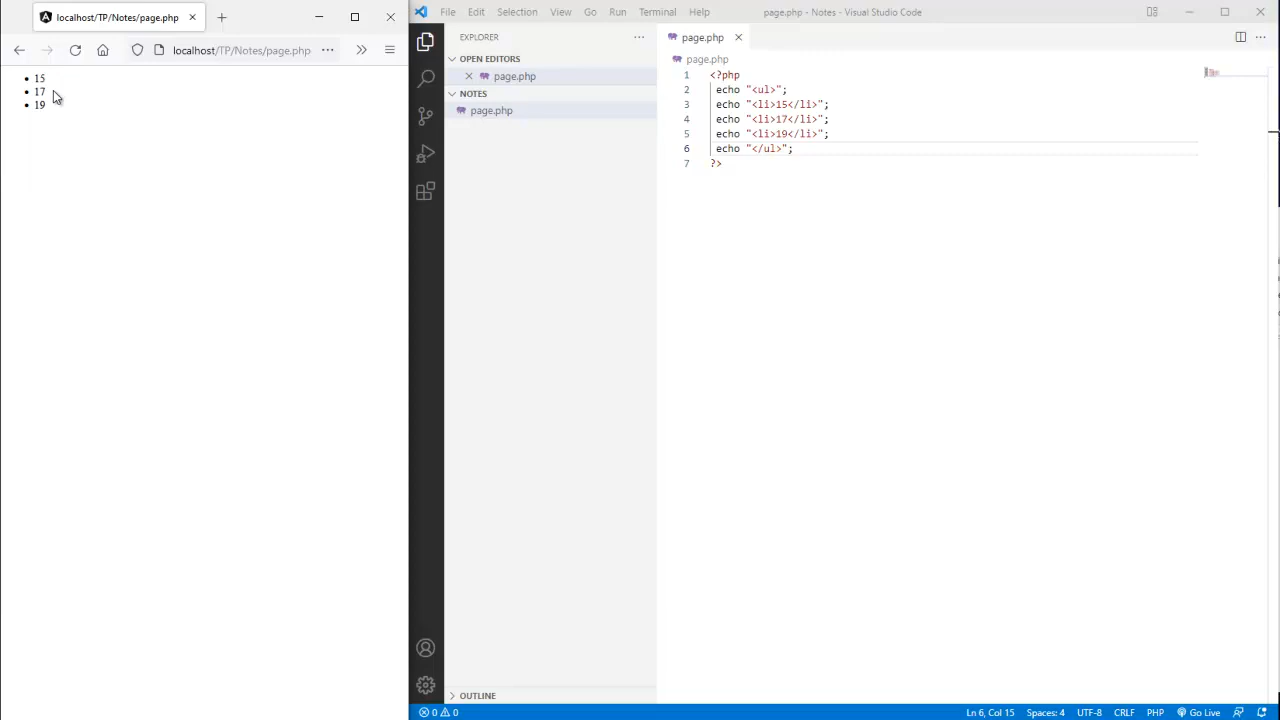 localhost/TP/Notes/page.php
localhost/TP/Notes/page.php
• 15
• 17
• 19
File Edit Selection View Go Run Terminal Help
page.php - Notes - Visual Studio Code
EXPLORER
OPEN EDITORS
page.php
NOTES
page.php
OUTLINE
page.php
page.php
1 <?php
2 echo "<ul>";
3 echo "<li>15</li>";
4 echo "<li>17</li>";
5 echo "<li>19</li>";
6 echo "</ul>";
7 ?>
0 0
Ln 6, Col 15 Spaces: 4 UTF-8 CRLF PHP Go Live